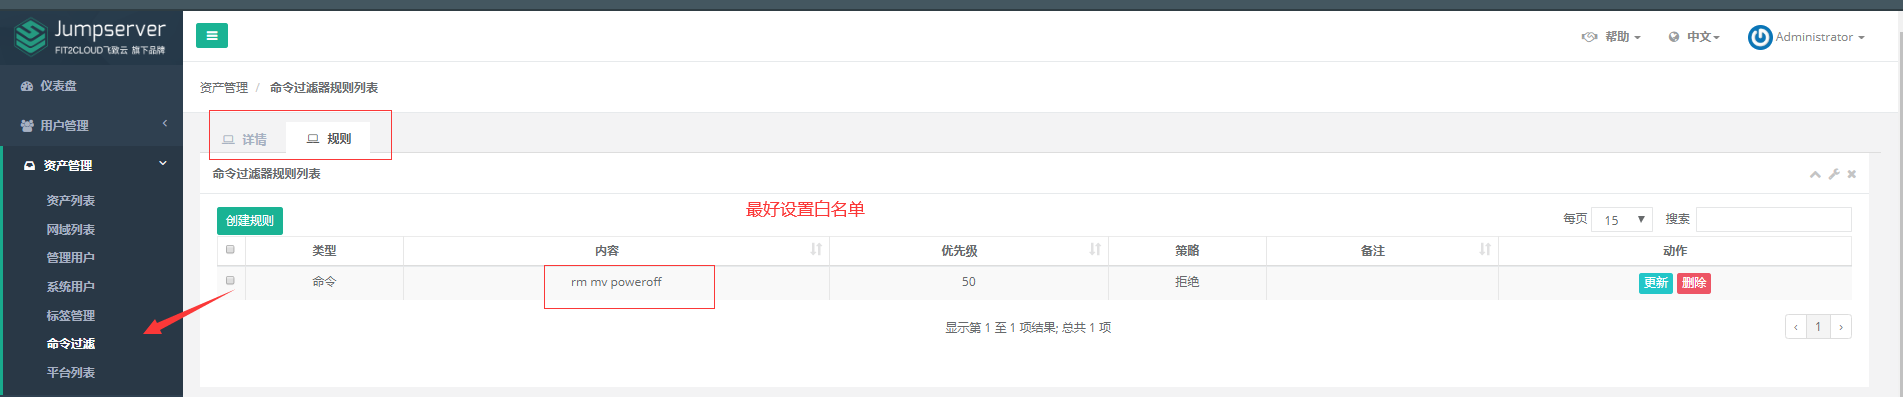 Jumpserver
FIT2CLOUD飞致云 旗下品牌
帮助
中文
Administrator
仪表盘
用户管理
资产管理
资产列表
网域列表
管理用户
系统用户
标签管理
命令过滤
平台列表
资产管理 / 命令过滤器规则列表
详情 规则
命令过滤器规则列表
最好设置白名单
创建规则
每页 15 搜索
类型 内容 优先级 策略 备注 动作
命令 rm mv poweroff 50 拒绝 更新 删除
显示第 1 至 1 项结果; 总共 1 项
‹ 1 ›